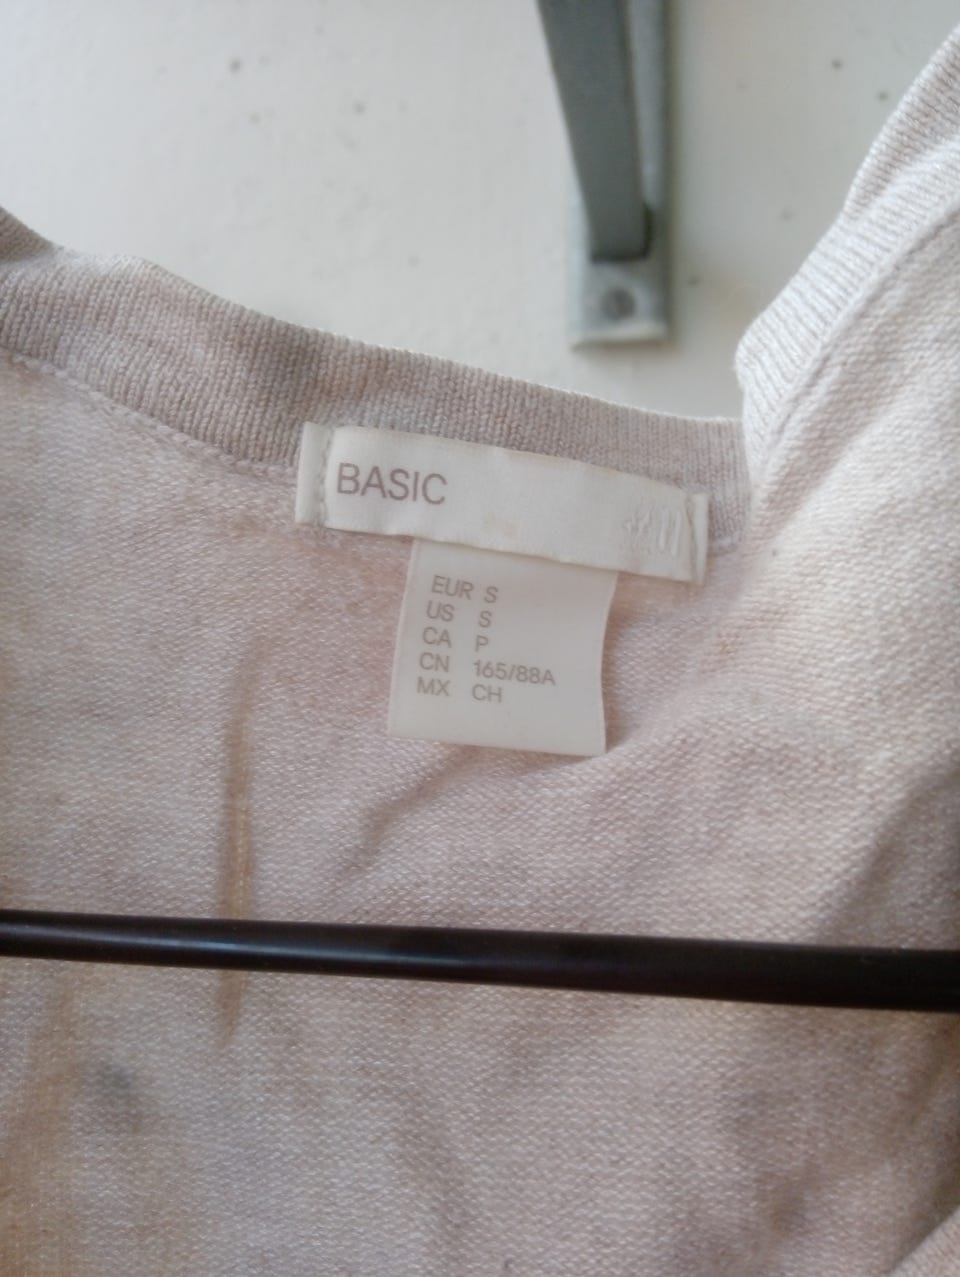 BASIC
EUR S
US S
CA P
CN 165/88A
MX CH